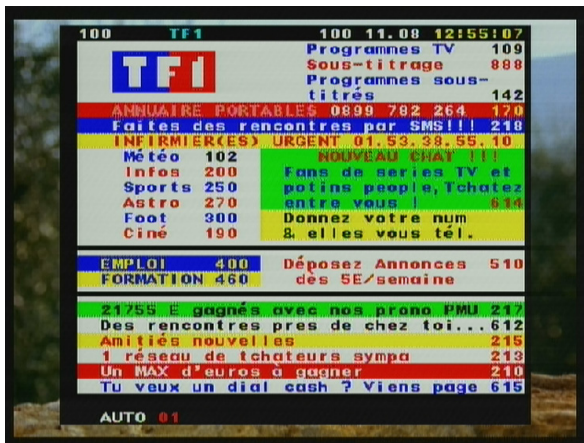 100 TF1 100 11.08 12:55:07
TF1
Programmes TV 109
Sous-titrage 888
Programmes sous-
titrés 142
ANNUAIRE PORTABLES 0899 782 264 170
Faites des rencontres par SMS!!! 218
INFIRMIER(ES) URGENT 01.53.38.55.10
Météo 102
Infos 200
Sports 250
Astro 270
Foot 300
Ciné 190
NOUVEAU CHAT !!!
Fans de series TV et
potins people,Tchatez
entre vous ! 614
Donnez votre num
& elles vous tél.
EMPLOI 400
FORMATION 460
Déposez Annonces 510
dès 5E/semaine
21755 E gagnés avec nos prono PMU 217
Des rencontres pres de chez toi...612
Amitiés nouvelles 215
1 réseau de tchateurs sympa 213
Un MAX d'euros à gagner 210
Tu veux un dial cash ? Viens page 615
AUTO 01